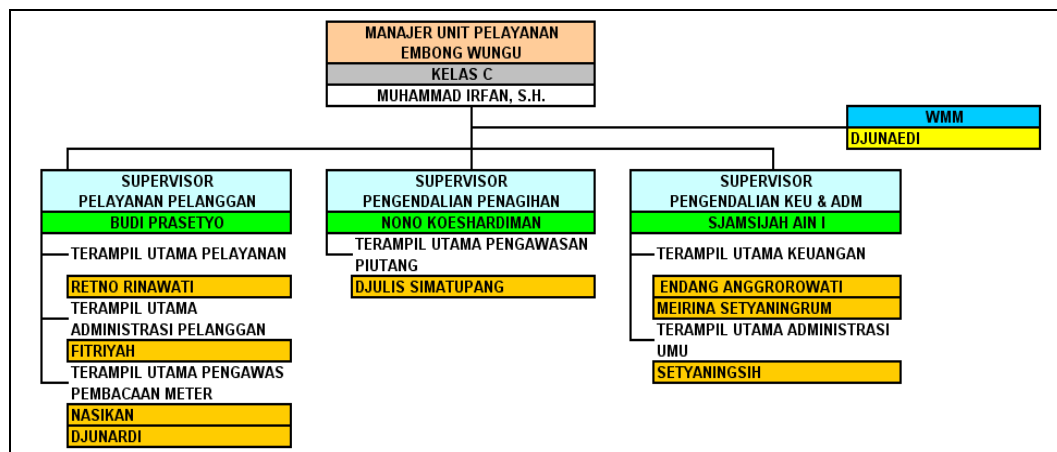 MANAJER UNIT PELAYANAN
EMBONG WUNGU
KELAS C
MUHAMMAD IRFAN, S.H.
WMM
DJUNAEDI
SUPERVISOR
PELAYANAN PELANGGAN
BUDI PRASETYO
TERAMPIL UTAMA PELAYANAN
RETNO RINAWATI
TERAMPIL UTAMA
ADMINISTRASI PELANGGAN
FITRIYAH
TERAMPIL UTAMA PENGAWAS
PEMBACAAN METER
NASIKAN
DJUNARDI
SUPERVISOR
PENGENDALIAN PENAGIHAN
NONO KOESHARDIMAN
TERAMPIL UTAMA PENGAWASAN
PIUTANG
DJULIS SIMATUPANG
SUPERVISOR
PENGENDALIAN KEU & ADM
SJAMSIJAH AIN I
TERAMPIL UTAMA KEUANGAN
ENDANG ANGGROROWATI
MEIRINA SETYANINGRUM
TERAMPIL UTAMA ADMINISTRASI
UMU
SETYANINGSIH